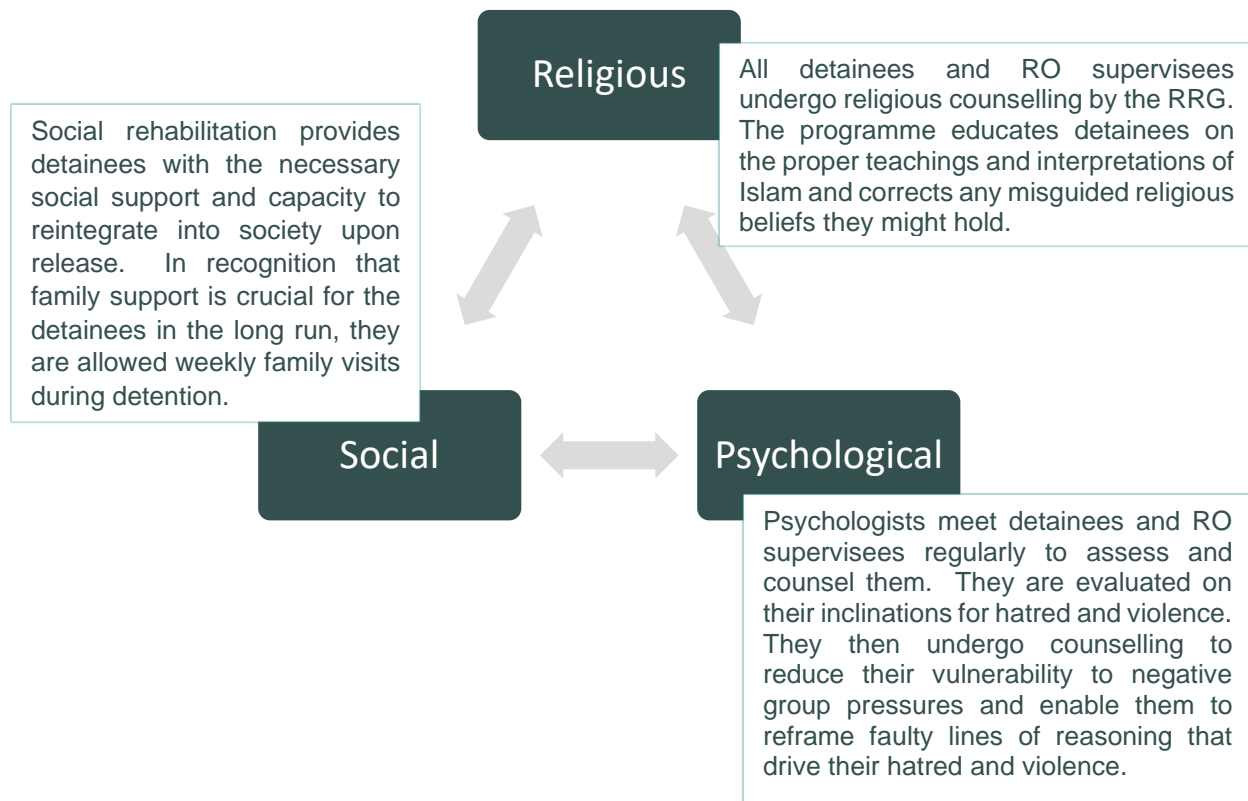 Religious
All detainees and RO supervisees
undergo religious counselling by the RRG.
The programme educates detainees on
the proper teachings and interpretations of
Islam and corrects any misguided religious
beliefs they might hold.
Social rehabilitation provides
detainees with the necessary
social support and capacity to
reintegrate into society upon
release. In recognition that
family support is crucial for the
detainees in the long run, they
are allowed weekly family visits
during detention.
Social
Psychological
Psychologists meet detainees and RO
supervisees regularly to assess and
counsel them. They are evaluated on
their inclinations for hatred and violence.
They then undergo counselling to
reduce their vulnerability to negative
group pressures and enable them to
reframe faulty lines of reasoning that
drive their hatred and violence.